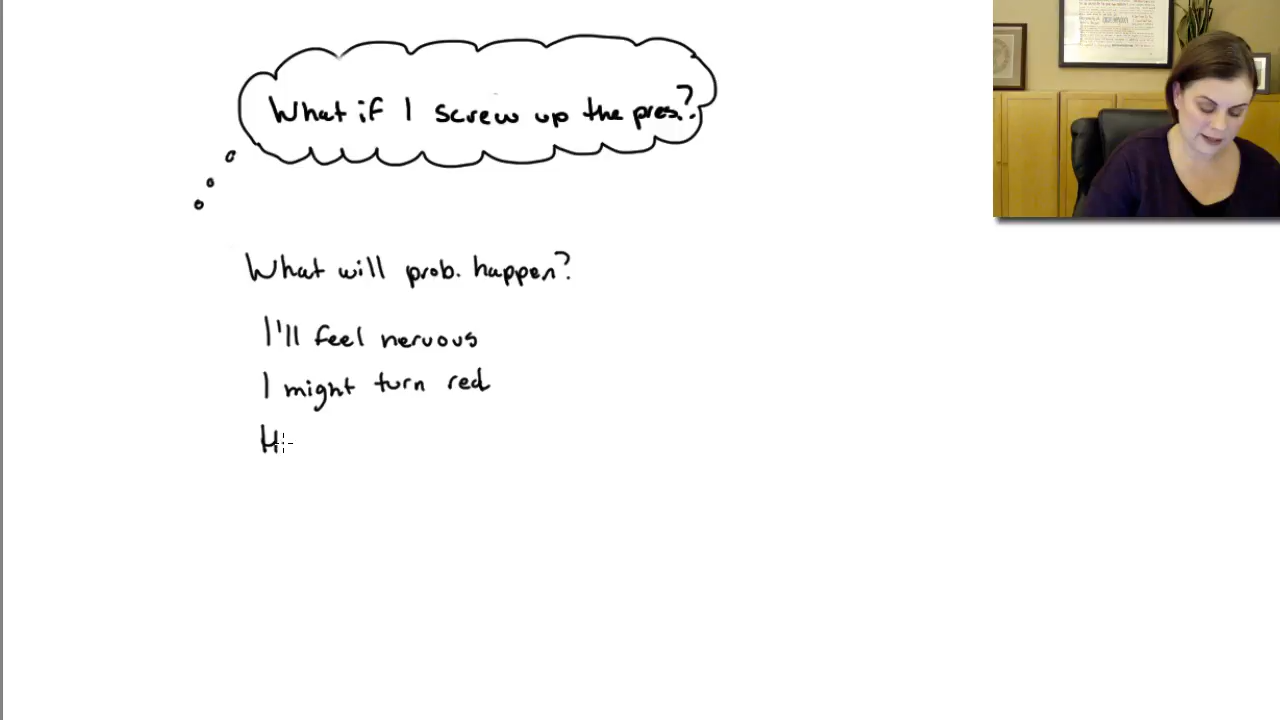 What if I screw up the pres.?
What will prob. happen?
I'll feel nervous
I might turn red
H